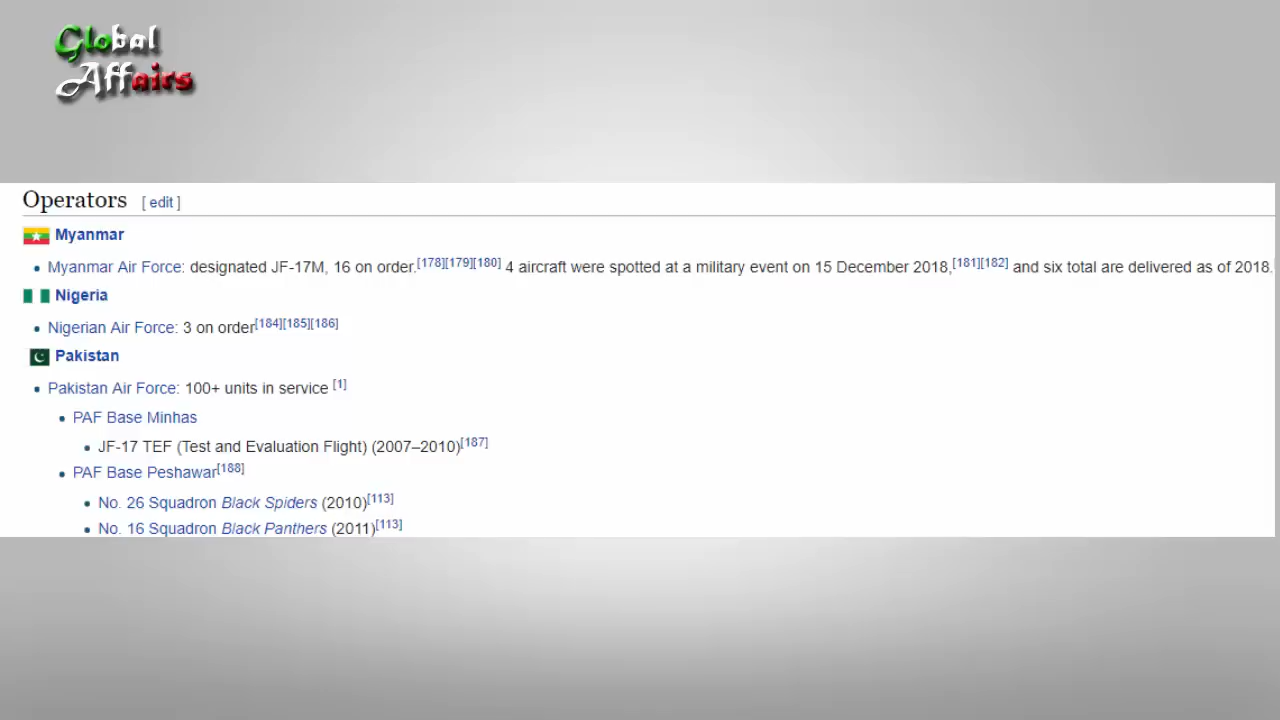 Global
Affairs
Operators [ edit ]
Myanmar
Myanmar Air Force: designated JF-17M, 16 on order.[178][179][180] 4 aircraft were spotted at a military event on 15 December 2018,[181][182] and six total are delivered as of 2018.
Nigeria
Nigerian Air Force: 3 on order[184][185][186]
Pakistan
Pakistan Air Force: 100+ units in service [1]
PAF Base Minhas
JF-17 TEF (Test and Evaluation Flight) (2007–2010)[187]
PAF Base Peshawar[188]
No. 26 Squadron Black Spiders (2010)[113]
No. 16 Squadron Black Panthers (2011)[113]